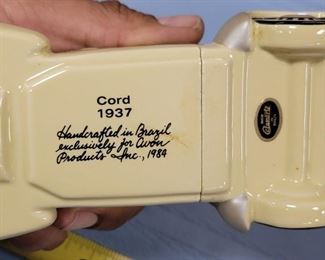 Cord
1937
Handcrafted in Brazil
exclusively for Avon
Products Inc., 1984